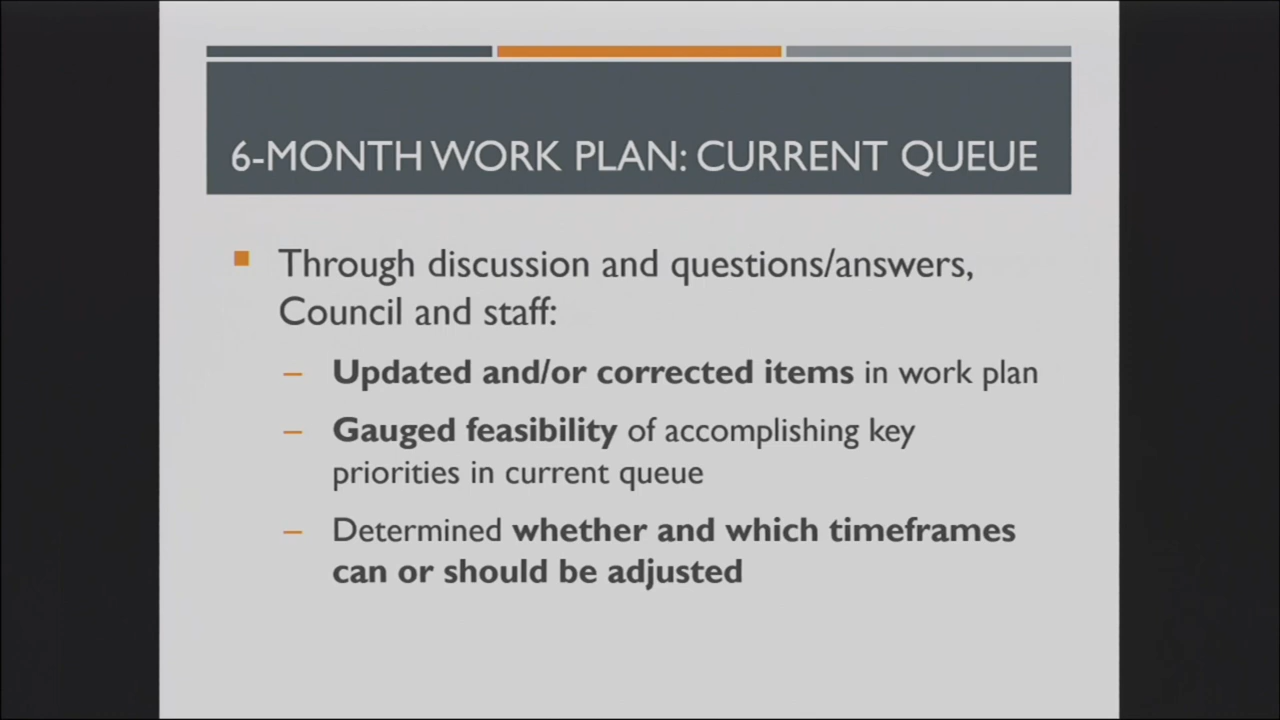 6-MONTH WORK PLAN: CURRENT QUEUE
Through discussion and questions/answers,
Council and staff:
– Updated and/or corrected items in work plan
– Gauged feasibility of accomplishing key
priorities in current queue
– Determined whether and which timeframes
can or should be adjusted